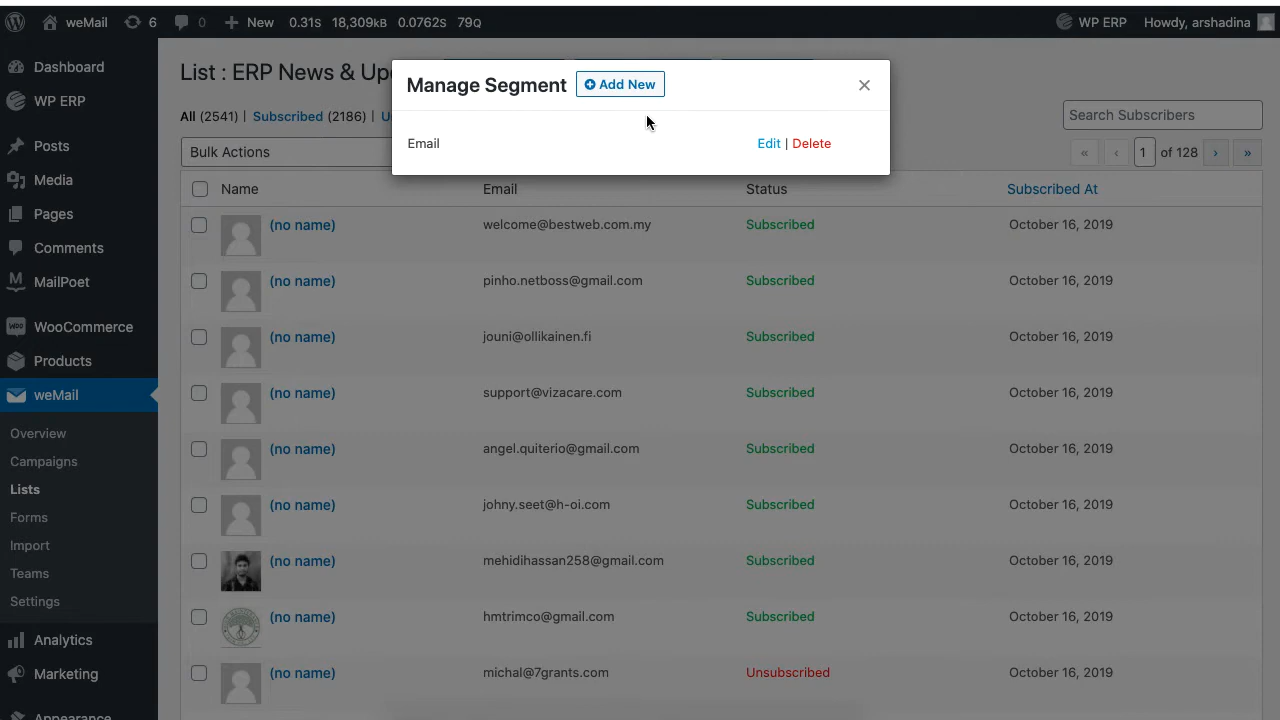 weMail 6 0 New 0.31S 18,309KB 0.0762S 79Q WP ERP Howdy, arshadina
Dashboard
WP ERP
Posts
Media
Pages
Comments
MailPoet
WooCommerce
Products
weMail
Overview
Campaigns
Lists
Forms
Import
Teams
Settings
Analytics
Marketing
Appearance
List : ERP News & Up
All (2541) | Subscribed (2186) |
Search Subscribers
Bulk Actions
« ‹ 1 of 128 › »
Manage Segment Add New ×
Email Edit | Delete
Name Email Status Subscribed At
(no name) welcome@bestweb.com.my Subscribed October 16, 2019
(no name) pinho.netboss@gmail.com Subscribed October 16, 2019
(no name) jouni@ollikainen.fi Subscribed October 16, 2019
(no name) support@vizacare.com Subscribed October 16, 2019
(no name) angel.quiterio@gmail.com Subscribed October 16, 2019
(no name) johny.seet@h-oi.com Subscribed October 16, 2019
(no name) mehidihassan258@gmail.com Subscribed October 16, 2019
(no name) hmtrimco@gmail.com Subscribed October 16, 2019
(no name) michal@7grants.com Unsubscribed October 16, 2019